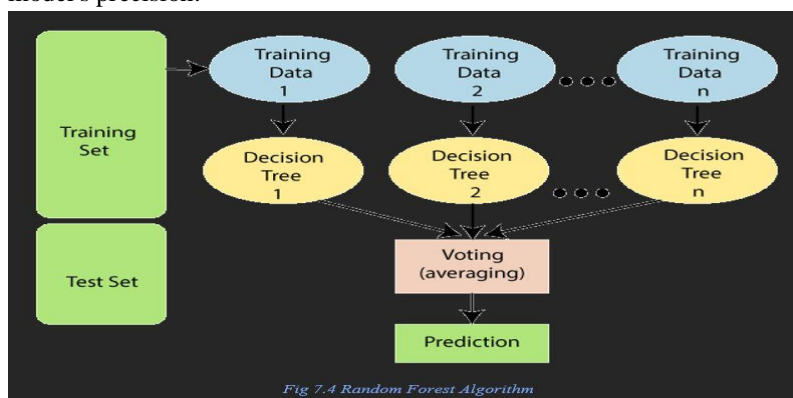 model's precision.
Training
Data
1
Training
Data
2
Training
Data
n
Training
Set
Decision
Tree
1
Decision
Tree
2
Decision
Tree
n
Voting
(averaging)
Test Set
Prediction
Fig 7.4 Random Forest Algorithm